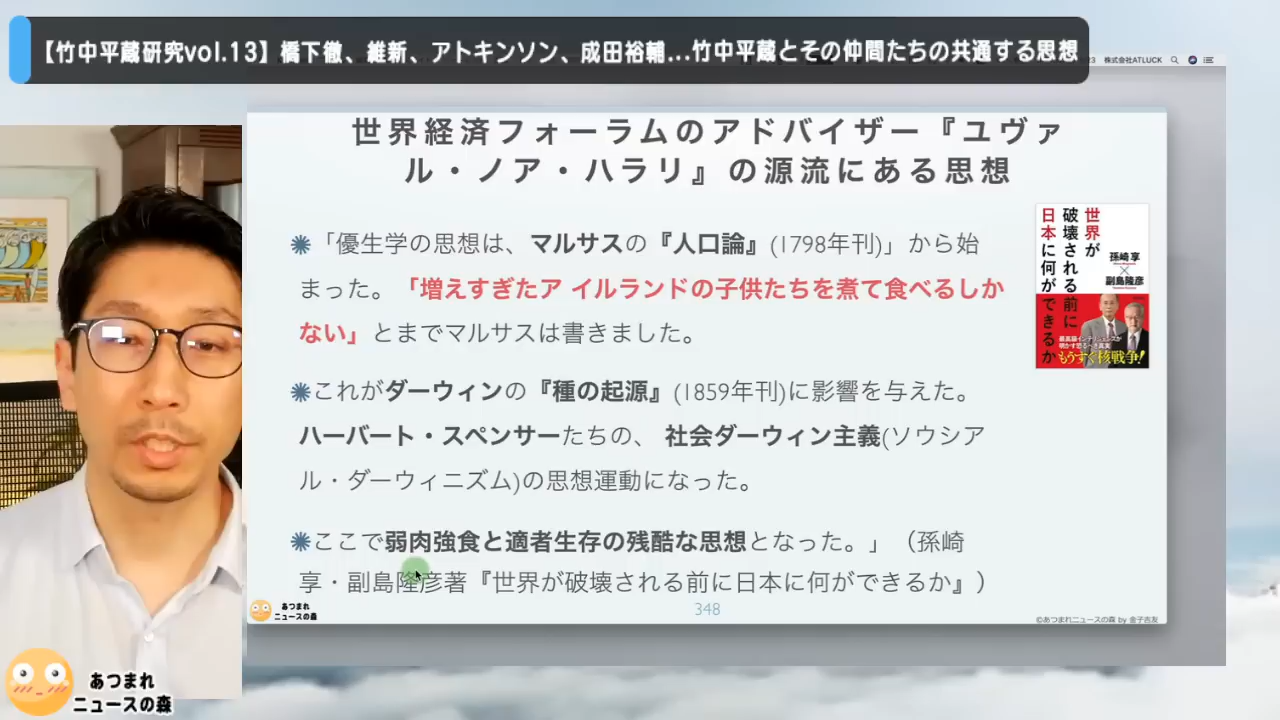 【竹中平蔵研究vol.13】橋下徹、維新、アトキンソン、成田裕輔…竹中平蔵とその仲間たちの共通する思想
株式会社ATLUCK
世界経済フォーラムのアドバイザー『ユヴァ
ル・ノア・ハラリ』の源流にある思想
「優生学の思想は、マルサスの『人口論』(1798年刊)」から始
まった。「増えすぎたア イルランドの子供たちを煮て食べるしか
ない」とまでマルサスは書きました。
これがダーウィンの『種の起源』(1859年刊)に影響を与えた。
ハーバート・スペンサーたちの、 社会ダーウィン主義(ソウシア
ル・ダーウィニズム)の思想運動になった。
ここで弱肉強食と適者生存の残酷な思想となった。」（孫崎
享・副島隆彦著『世界が破壊される前に日本に何ができるか』）
世界が
破壊される前に
日本に何ができるか
孫崎享
×
副島隆彦
もうすぐ核戦争!
あつまれ
ニュースの森
348
©あつまれニュースの森 by 金子吉友
あつまれ
ニュースの森